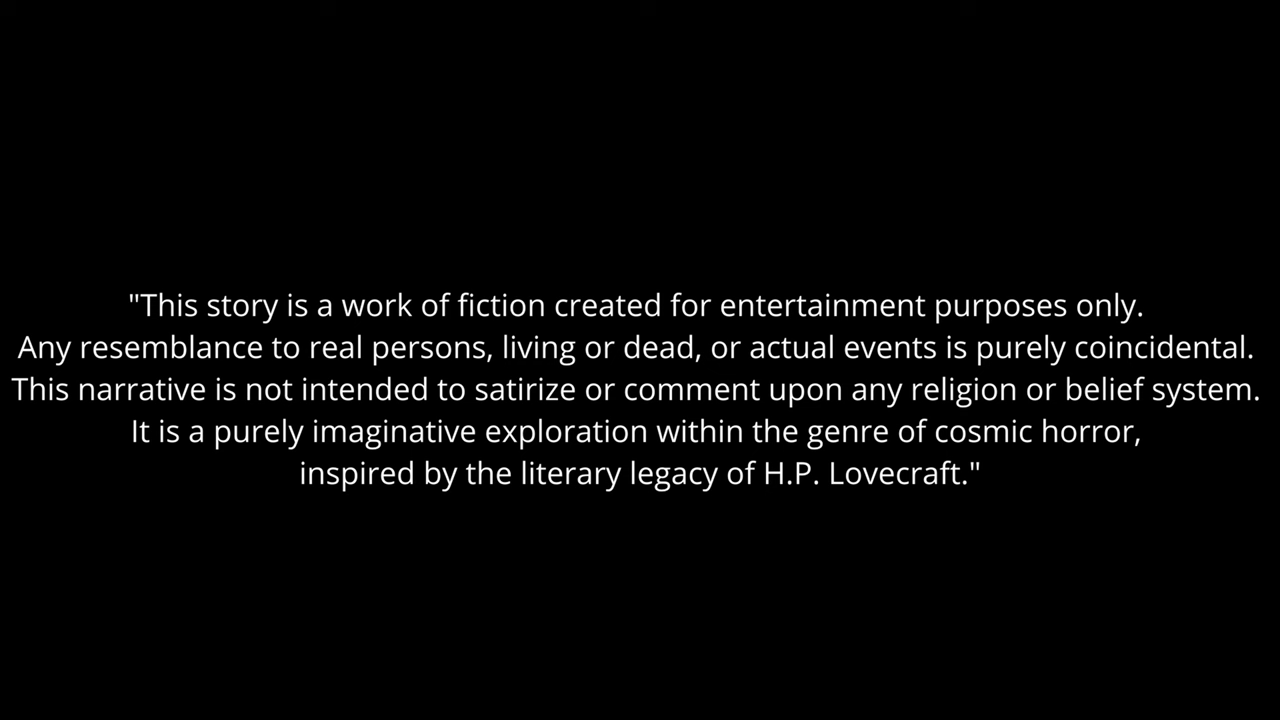 "This story is a work of fiction created for entertainment purposes only.
Any resemblance to real persons, living or dead, or actual events is purely coincidental.
This narrative is not intended to satirize or comment upon any religion or belief system.
It is a purely imaginative exploration within the genre of cosmic horror,
inspired by the literary legacy of H.P. Lovecraft."